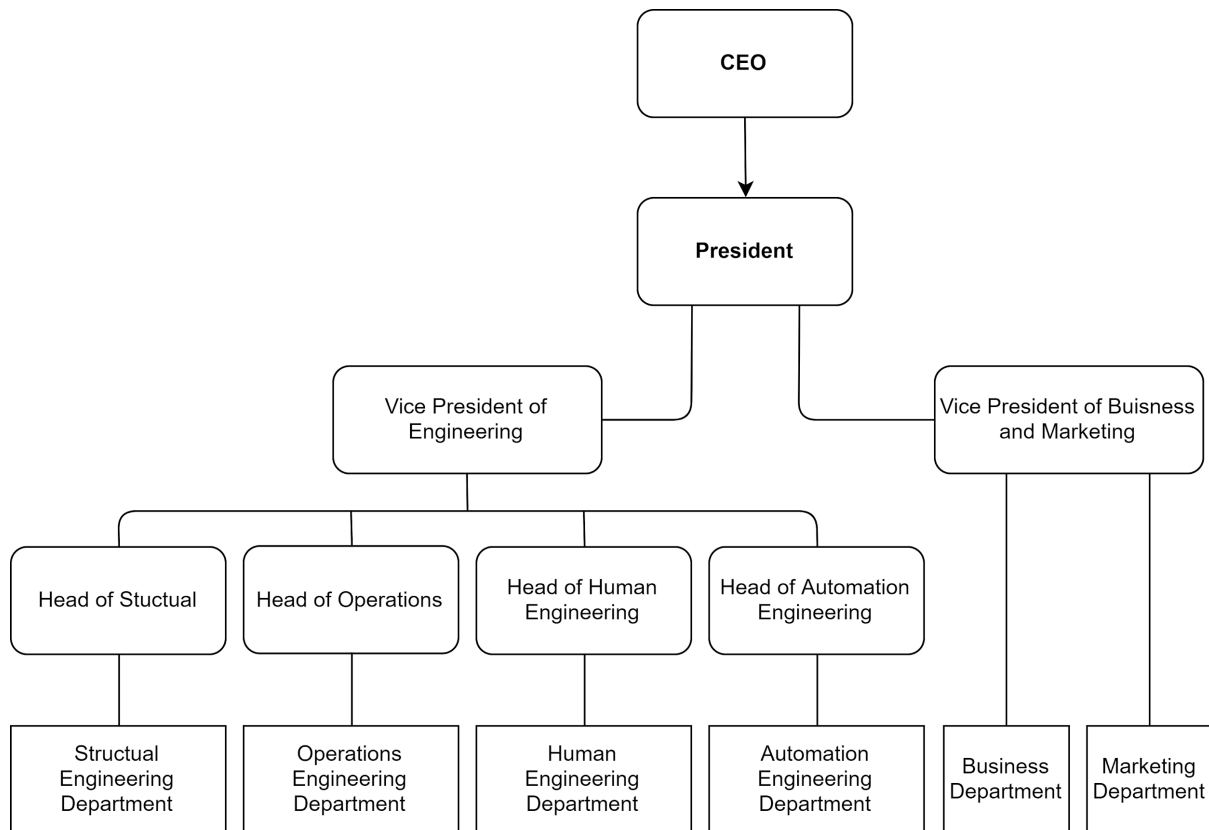 CEO
President
Vice President of
Engineering
Vice President of Buisness
and Marketing
Head of Stuctual
Head of Operations
Head of Human
Engineering
Head of Automation
Engineering
Structual
Engineering
Department
Operations
Engineering
Department
Human
Engineering
Department
Automation
Engineering
Department
Business
Department
Marketing
Department